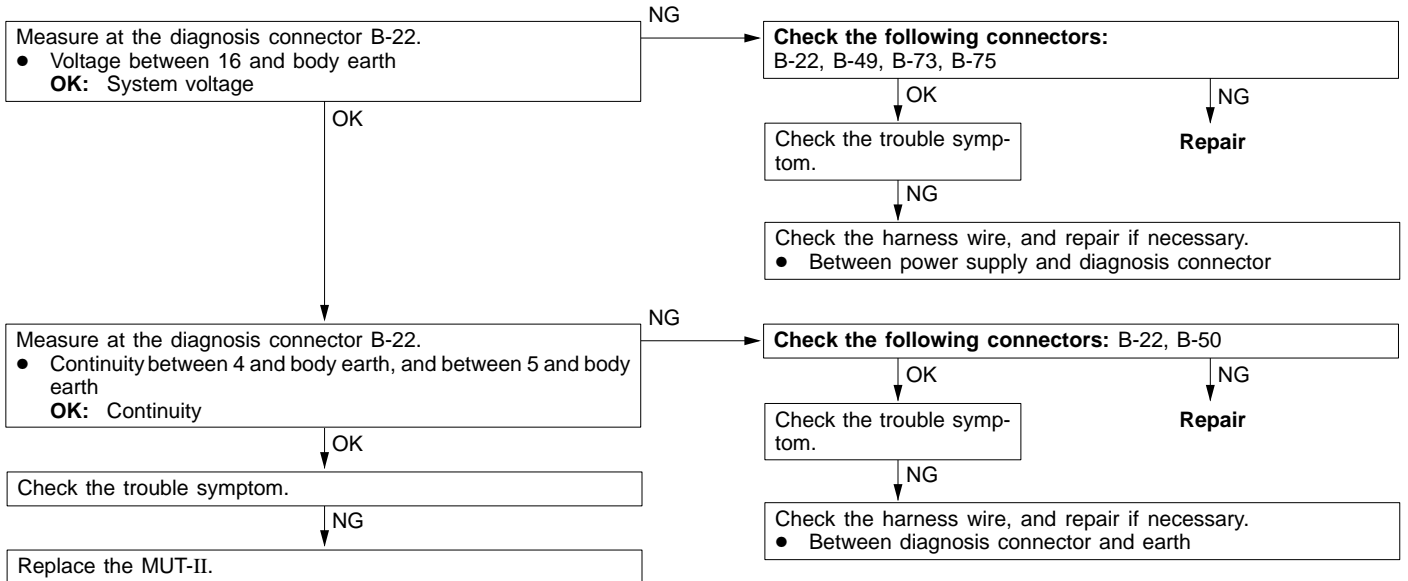 NG
Measure at the diagnosis connector B-22.
● Voltage between 16 and body earth
OK: System voltage
Check the following connectors:
B-22, B-49, B-73, B-75
OK
OK
NG
Check the trouble symp-
tom.
Repair
NG
Check the harness wire, and repair if necessary.
● Between power supply and diagnosis connector
NG
Measure at the diagnosis connector B-22.
● Continuity between 4 and body earth, and between 5 and body
earth
OK: Continuity
Check the following connectors: B-22, B-50
OK
NG
Check the trouble symp-
tom.
Repair
OK
Check the trouble symptom.
NG
Check the harness wire, and repair if necessary.
● Between diagnosis connector and earth
NG
Replace the MUT-II.